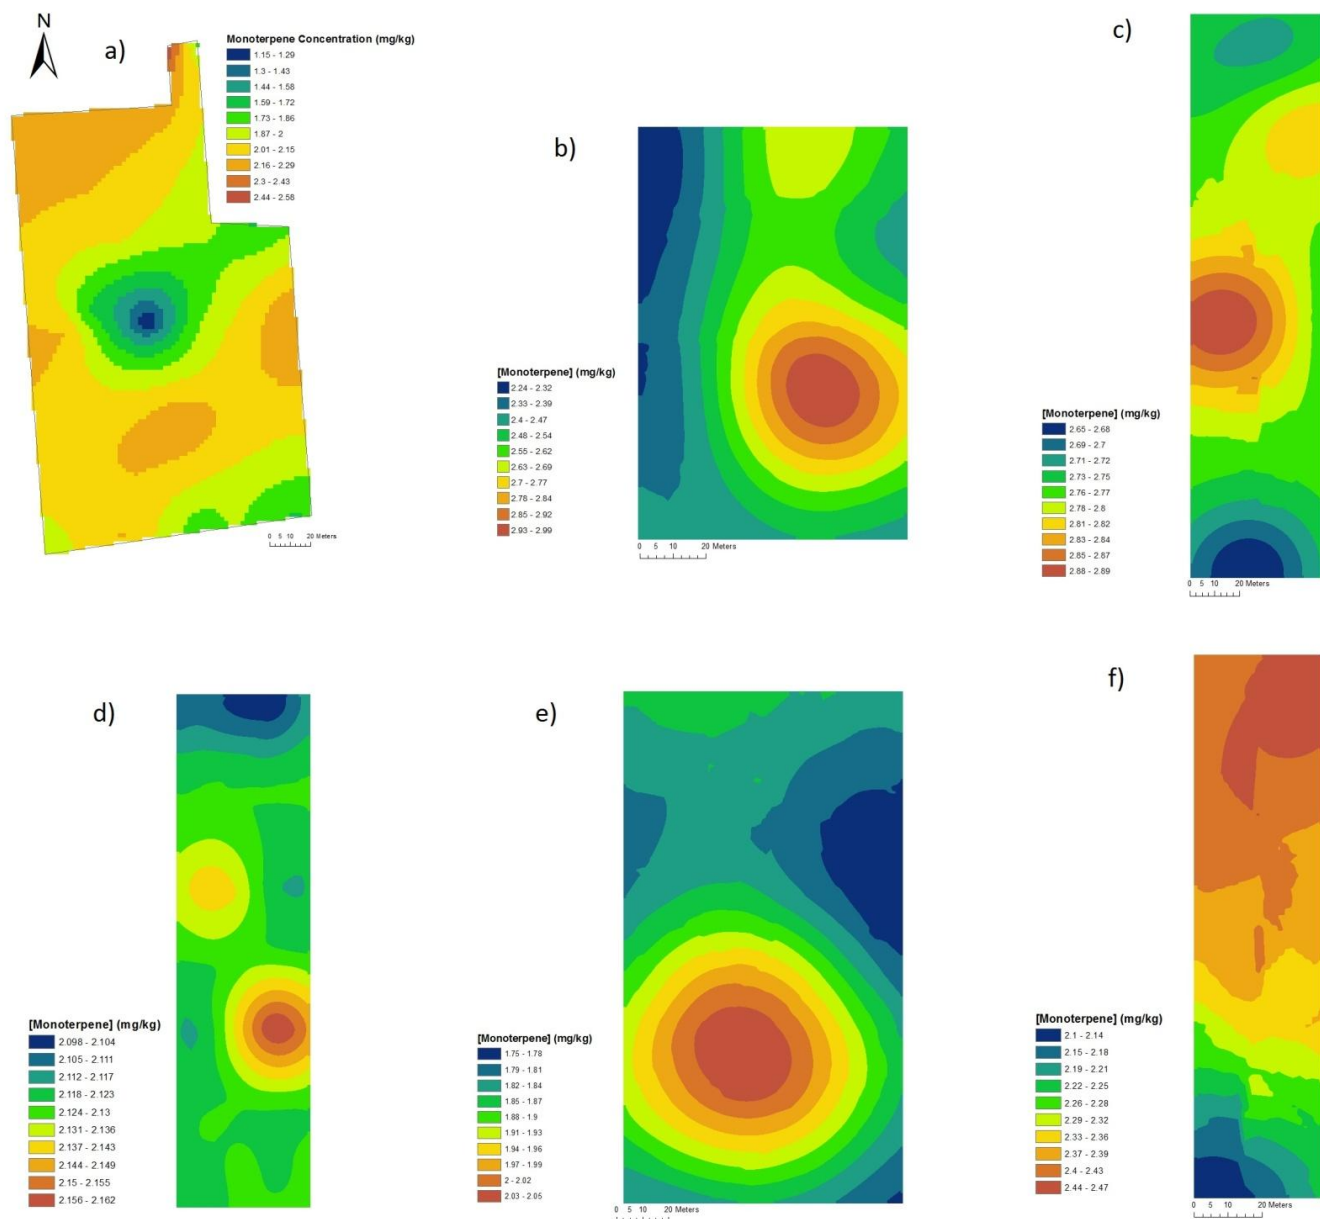 N
a)
Monoterpene Concentration (mg/kg)
1.15 - 1.29
1.3 - 1.43
1.44 - 1.58
1.59 - 1.72
1.73 - 1.86
1.87 - 2
2.01 - 2.15
2.16 - 2.29
2.3 - 2.43
2.44 - 2.58
0 5 10 20 Meters
b)
[Monoterpene] (mg/kg)
2.24 - 2.32
2.33 - 2.39
2.4 - 2.47
2.48 - 2.54
2.55 - 2.62
2.63 - 2.69
2.7 - 2.77
2.78 - 2.84
2.85 - 2.92
2.93 - 2.99
0 5 10 20 Meters
c)
[Monoterpene] (mg/kg)
2.65 - 2.68
2.69 - 2.7
2.71 - 2.72
2.73 - 2.75
2.76 - 2.77
2.78 - 2.8
2.81 - 2.82
2.83 - 2.84
2.85 - 2.87
2.88 - 2.89
0 5 10 20 Meters
d)
[Monoterpene] (mg/kg)
2.098 - 2.104
2.105 - 2.111
2.112 - 2.117
2.118 - 2.123
2.124 - 2.13
2.131 - 2.136
2.137 - 2.143
2.144 - 2.149
2.15 - 2.155
2.156 - 2.162
e)
[Monoterpene] (mg/kg)
1.75 - 1.78
1.79 - 1.81
1.82 - 1.84
1.85 - 1.87
1.88 - 1.9
1.91 - 1.93
1.94 - 1.96
1.97 - 1.99
2 - 2.02
2.03 - 2.05
0 5 10 20 Meters
f)
[Monoterpene] (mg/kg)
2.1 - 2.14
2.15 - 2.18
2.19 - 2.21
2.22 - 2.25
2.26 - 2.28
2.29 - 2.32
2.33 - 2.36
2.37 - 2.39
2.4 - 2.43
2.44 - 2.47
0 5 10 20 Meters